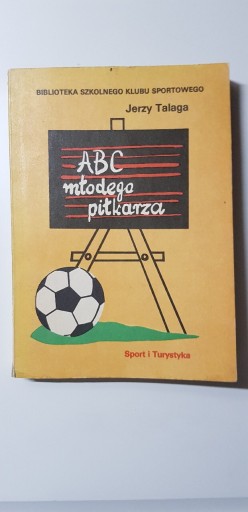 BIBLIOTEKA SZKOLNEGO KLUBU SPORTOWEGO
Jerzy Talaga
ABC
młodego
piłkarza
Sport i Turystyka